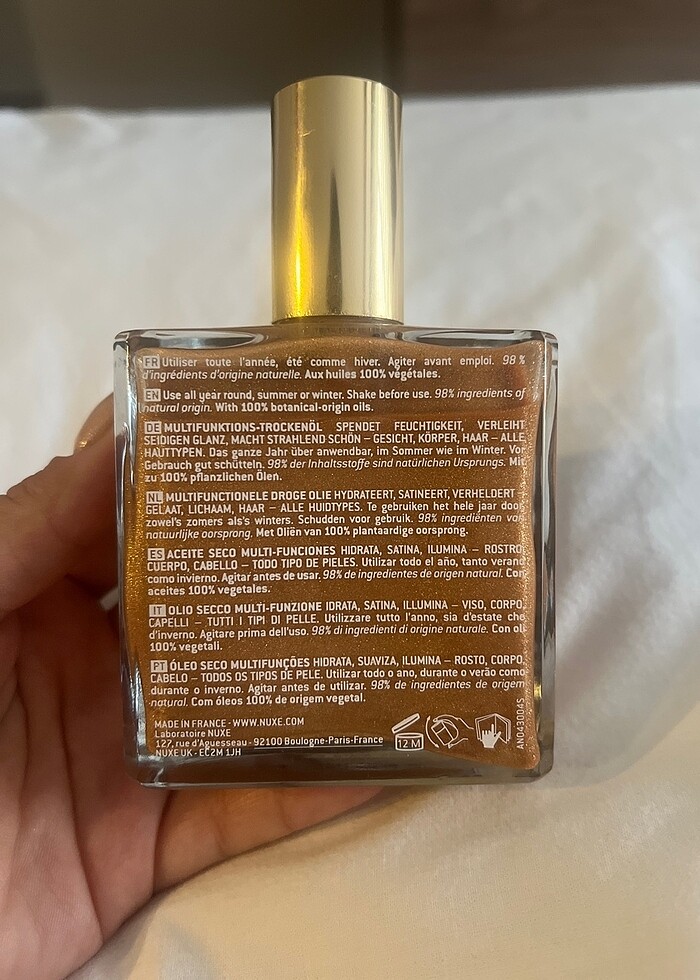 FR Utiliser toute l'année, été comme hiver. Agiter avant emploi. 98 %
d'ingrédients d'origine naturelle. Aux huiles 100% végétales.
EN Use all year round, summer or winter. Shake before use. 98% ingredients of
natural origin. With 100% botanical-origin oils.
DE MULTIFUNKTIONS-TROCKENÖL SPENDET FEUCHTIGKEIT, VERLEIHT
SEIDIGEN GLANZ, MACHT STRAHLEND SCHÖN – GESICHT, KÖRPER, HAAR – ALLE
HAUTTYPEN. Das ganze Jahr über anwendbar, im Sommer wie im Winter. Vor
Gebrauch gut schütteln. 98% der Inhaltsstoffe sind natürlichen Ursprungs. Mit
zu 100% pflanzlichen Ölen.
NL MULTIFUNCTIONELE DROGE OLIE HYDRATEERT, SATINEERT, VERHELDERT –
GELAAT, LICHAAM, HAAR – ALLE HUIDTYPES. Te gebruiken het hele jaar door
zowel's zomers als's winters. Schudden voor gebruik. 98% ingrediënten van
natuurlijke oorsprong. Met Oliën van 100% plantaardige oorsprong.
ES ACEITE SECO MULTI-FUNCIONES HIDRATA, SATINA, ILUMINA – ROSTRO,
CUERPO, CABELLO – TODO TIPO DE PIELES. Utilizar todo el año, tanto verano
como invierno. Agitar antes de usar. 98% de ingredientes de origen natural. Con
aceites 100% vegetales.
IT OLIO SECCO MULTI-FUNZIONE IDRATA, SATINA, ILLUMINA – VISO, CORPO,
CAPELLI – TUTTI I TIPI DI PELLE. Utilizzare tutto l'anno, sia d'estate che
d'inverno. Agitare prima dell'uso. 98% di ingredienti di origine naturale. Con oli
100% vegetali.
PT ÓLEO SECO MULTIFUNÇÕES HIDRATA, SUAVIZA, ILUMINA – ROSTO, CORPO,
CABELO – TODOS OS TIPOS DE PELE. Utilizar todo o ano, durante o verão como
durante o inverno. Agitar antes de utilizar. 98% de ingredientes de origem
natural. Com óleos 100% de origem vegetal.
MADE IN FRANCE - WWW.NUXE.COM
Laboratoire NUXE
127, rue d'Aguesseau - 92100 Boulogne-Paris-France
NUXE UK - EC2M 1JH
12 M
AN0430045